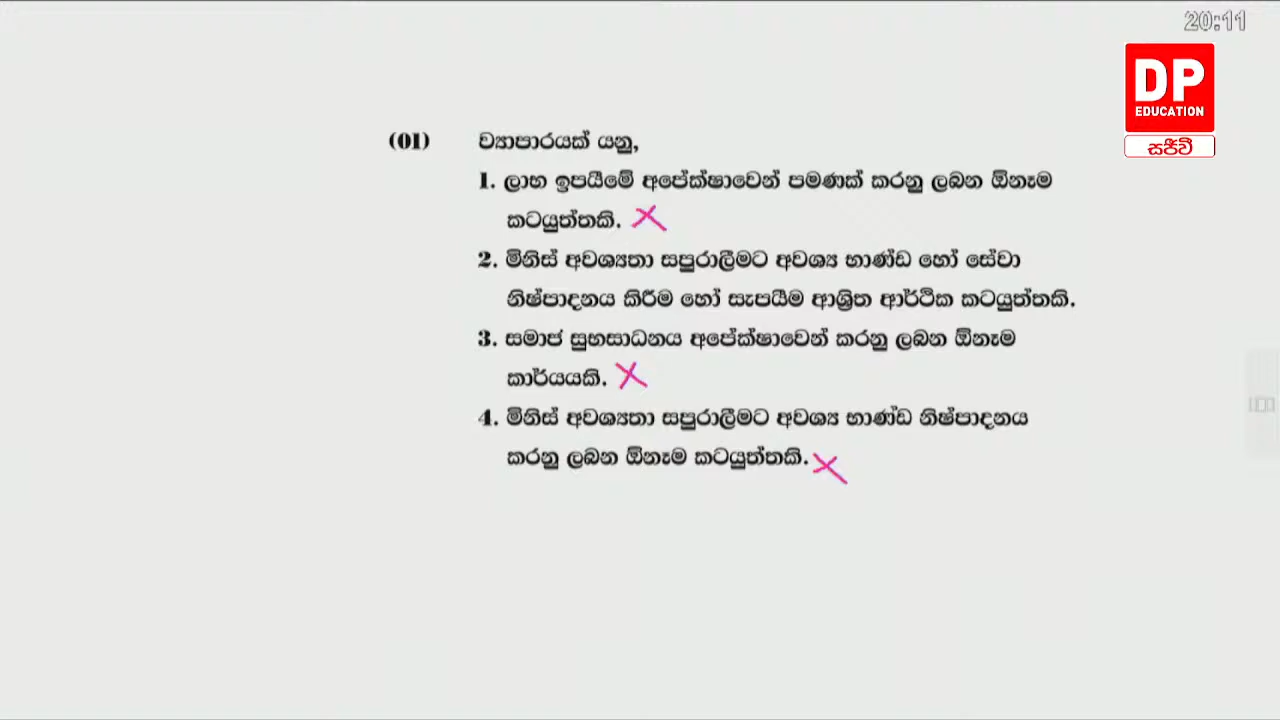 20:11
DP
EDUCATION
සජීවී
(01) ව්‍යාපාරයක් යනු,
1. ලාභ ඉපයීමේ අපේක්ෂාවෙන් පමණක් කරනු ලබන ඕනෑම
කටයුත්තකි.
2. මිනිස් අවශ්‍යතා සපුරාලීමට අවශ්‍ය භාණ්ඩ හෝ සේවා
නිෂ්පාදනය කිරීම හෝ සැපයීම ආශ්‍රිත ආර්ථික කටයුත්තකි.
3. සමාජ සුභසාධනය අපේක්ෂාවෙන් කරනු ලබන ඕනෑම
කාර්යයකි.
4. මිනිස් අවශ්‍යතා සපුරාලීමට අවශ්‍ය භාණ්ඩ නිෂ්පාදනය
කරනු ලබන ඕනෑම කටයුත්තකි.